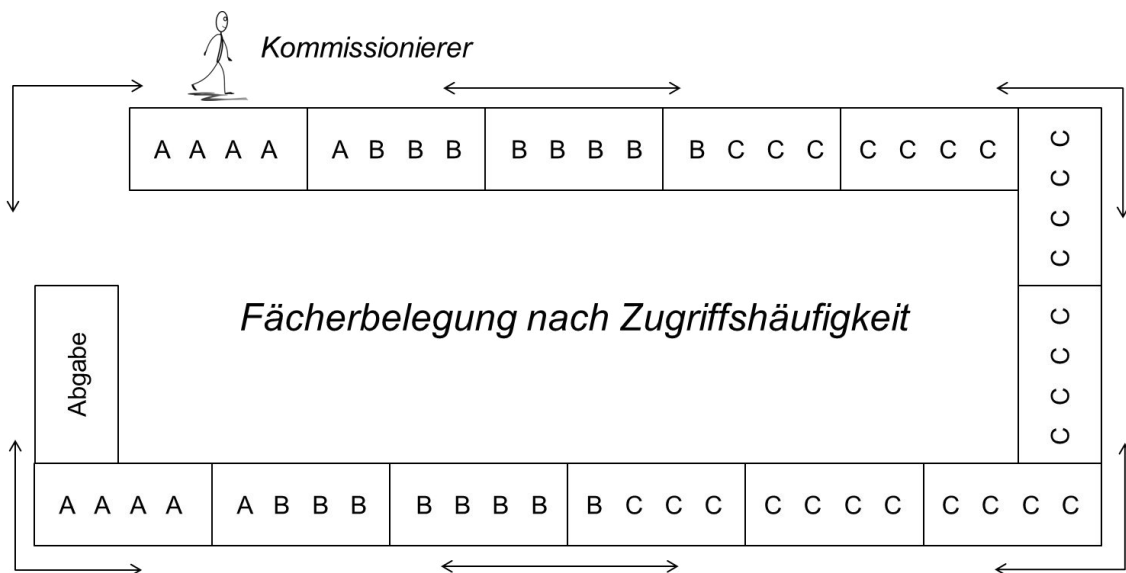 Kommissionierer
A A A A A B B B B B B B B C C C C C C C
C C C C
C C C C
Fächerbelegung nach Zugriffshäufigkeit
Abgabe
A A A A A B B B B B B B B C C C C C C C C C C C